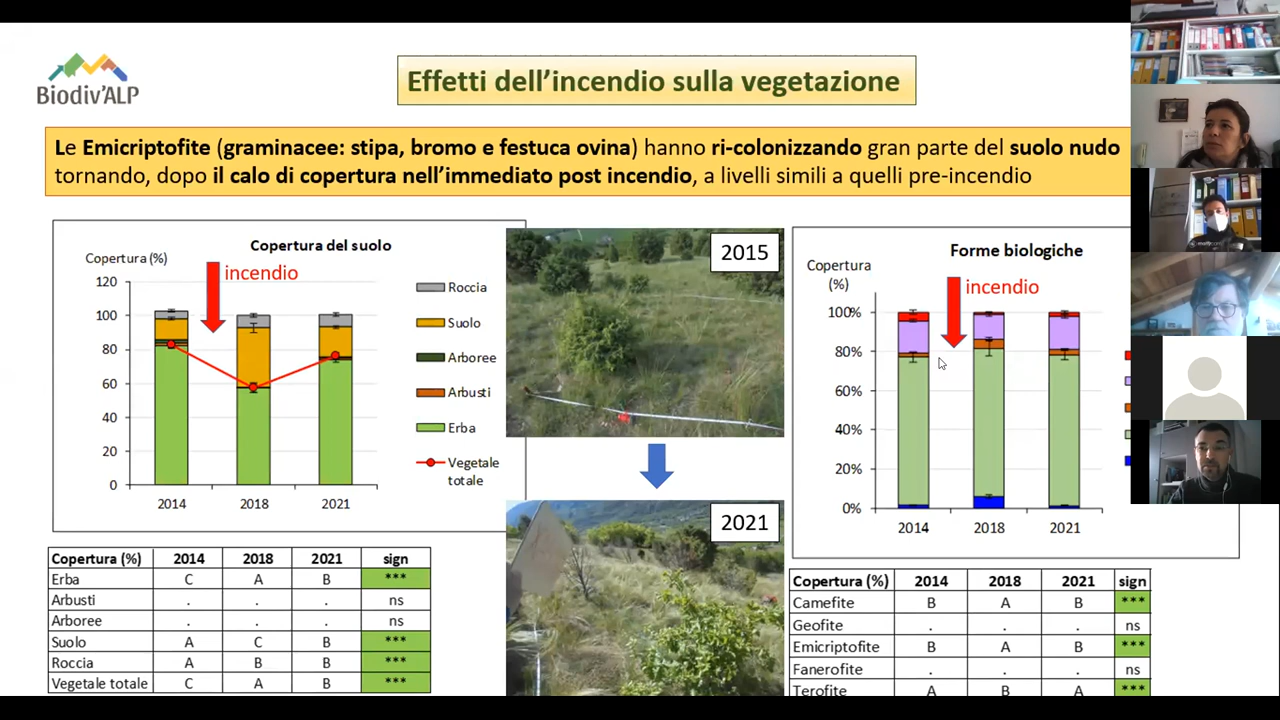 Biodiv'ALP
Effetti dell'incendio sulla vegetazione
Le Emicriptofite (graminacee: stipa, bromo e festuca ovina) hanno ri-colonizzando gran parte del suolo nudo
tornando, dopo il calo di copertura nell'immediato post incendio, a livelli simili a quelli pre-incendio
Copertura del suolo
Copertura (%)
incendio
120
100
80
60
40
20
0
2014 2018 2021
Roccia
Suolo
Arboree
Arbusti
Erba
Vegetale
totale
2015
2021
Forme biologiche
Copertura
(%)
incendio
100%
80%
60%
40%
20%
0%
2014 2018 2021
Copertura (%) 2014 2018 2021 sign
Erba C A B ***
Arbusti . . . ns
Arboree . . . ns
Suolo A C B ***
Roccia A B B ***
Vegetale totale C A B ***
Copertura (%) 2014 2018 2021 sign
Camefite B A B ***
Geofite . . . ns
Emicriptofite B A B ***
Fanerofite . . . ns
Terofite A B A ***